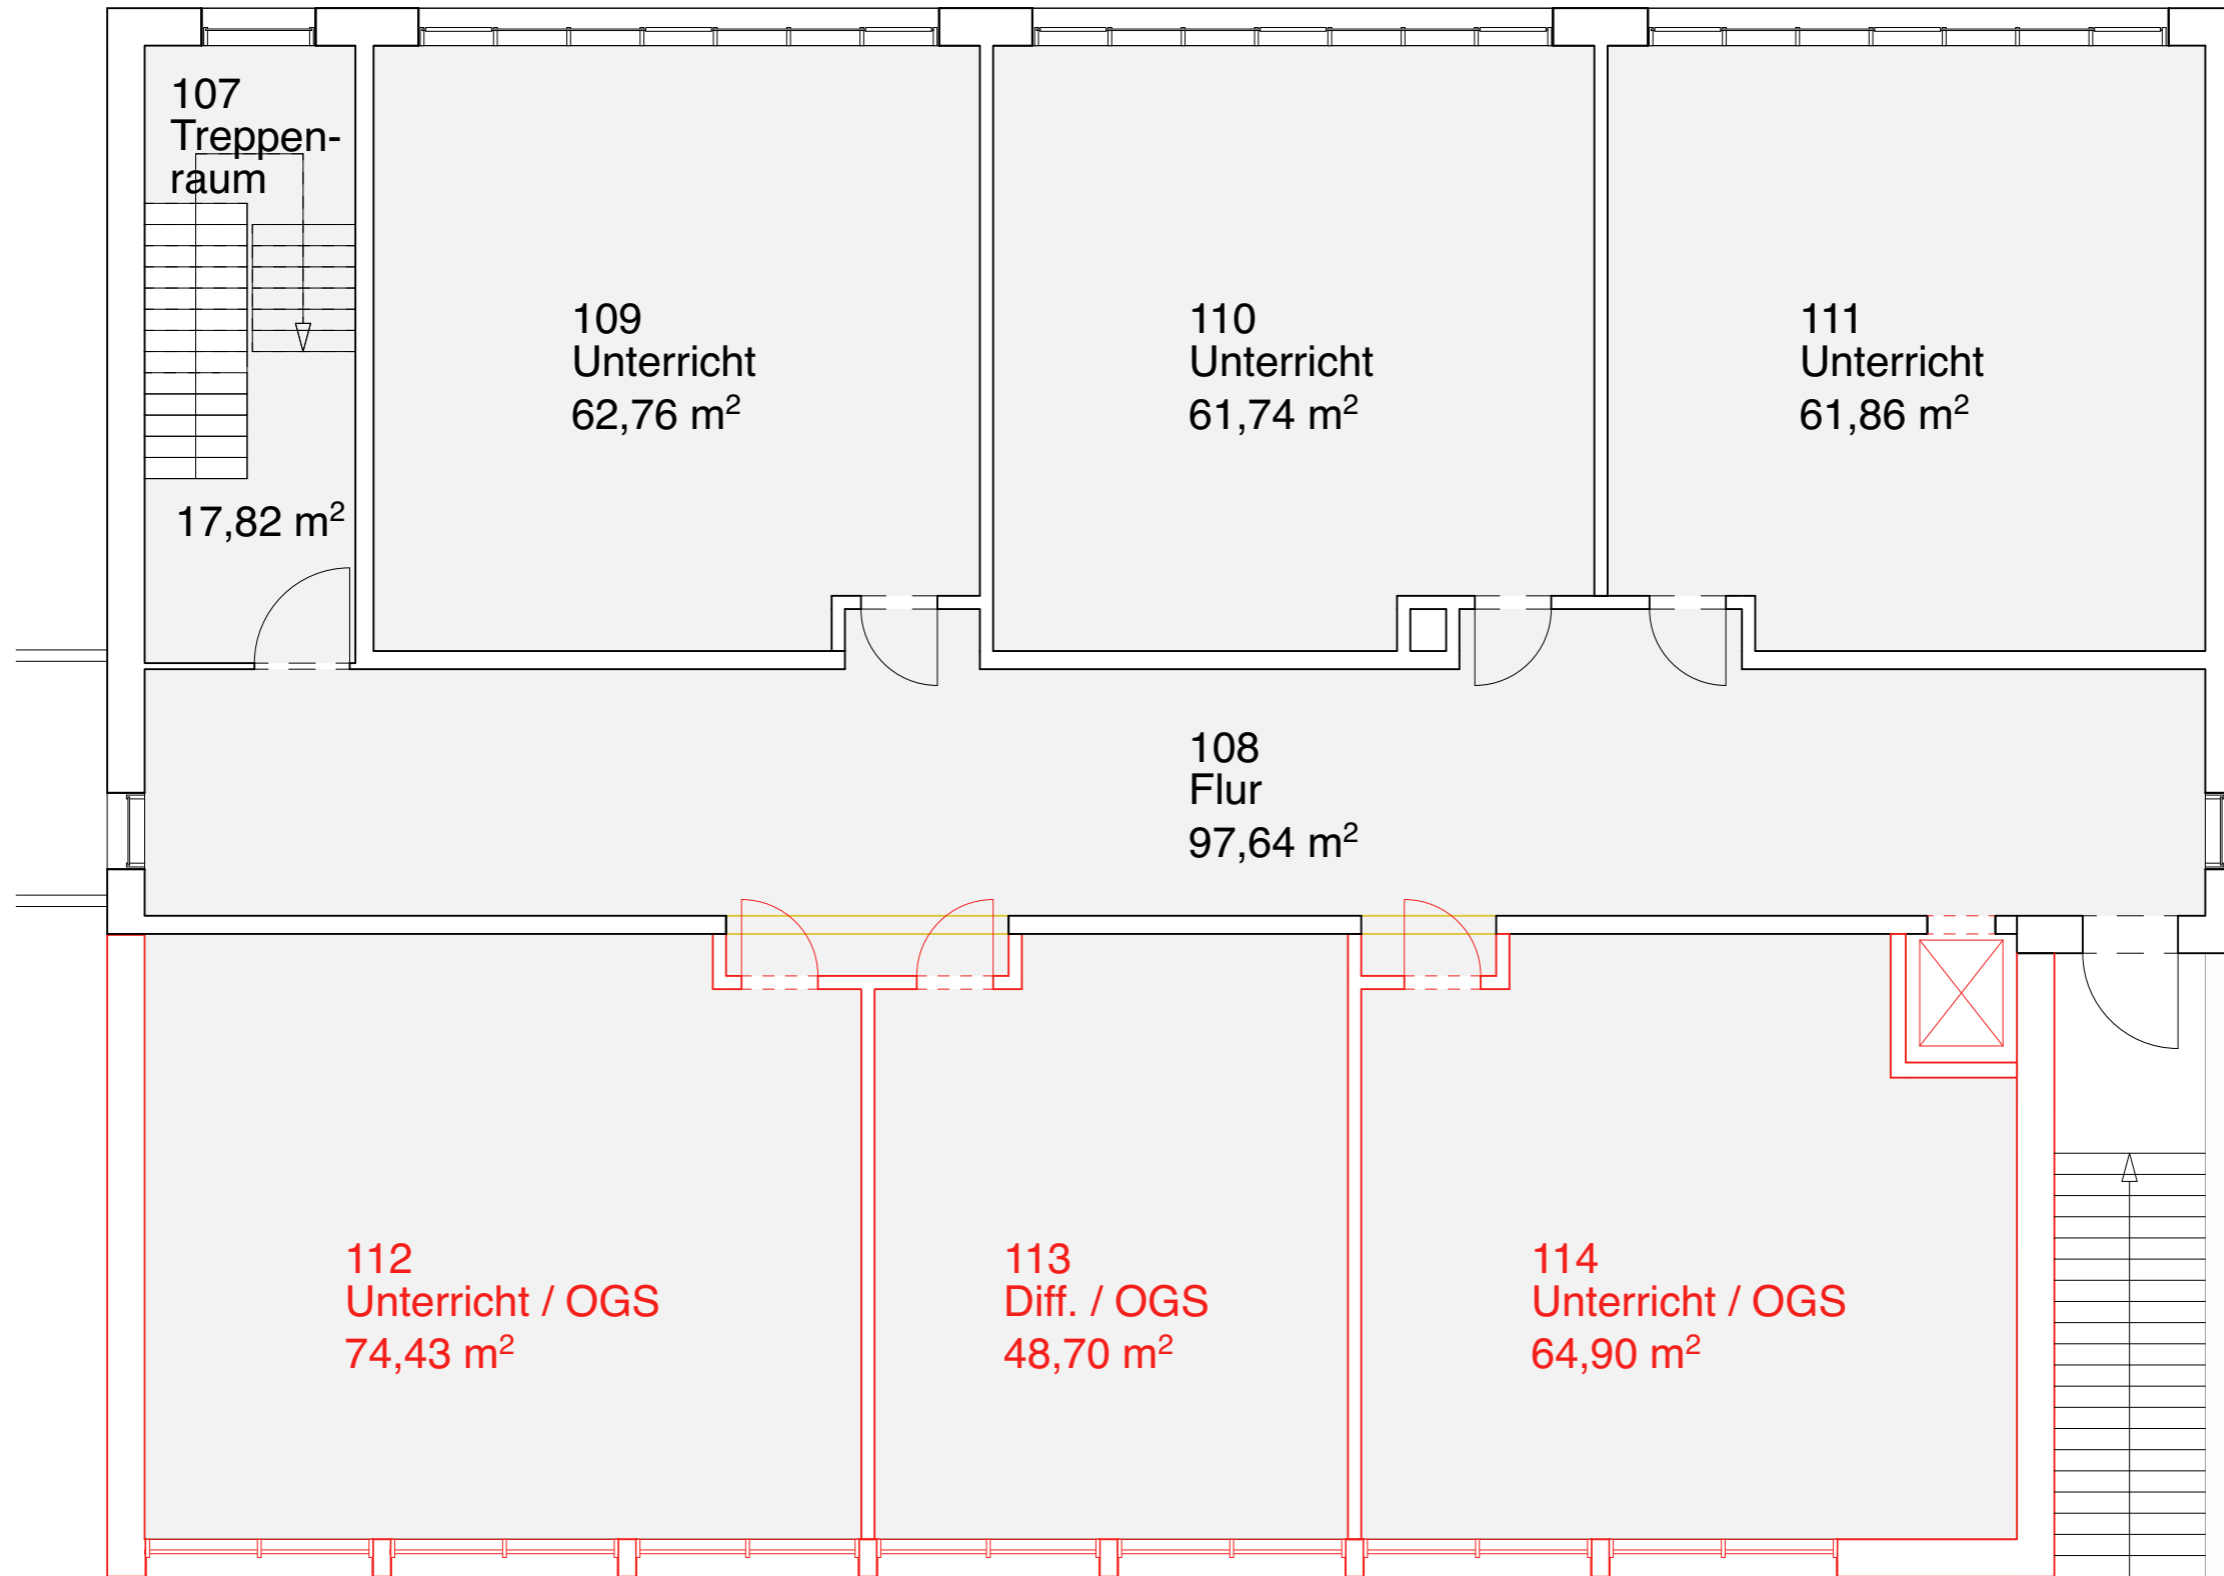 107
Treppen-
raum
17,82 m²
109
Unterricht
62,76 m²
110
Unterricht
61,74 m²
111
Unterricht
61,86 m²
108
Flur
97,64 m²
112
Unterricht / OGS
74,43 m²
113
Diff. / OGS
48,70 m²
114
Unterricht / OGS
64,90 m²